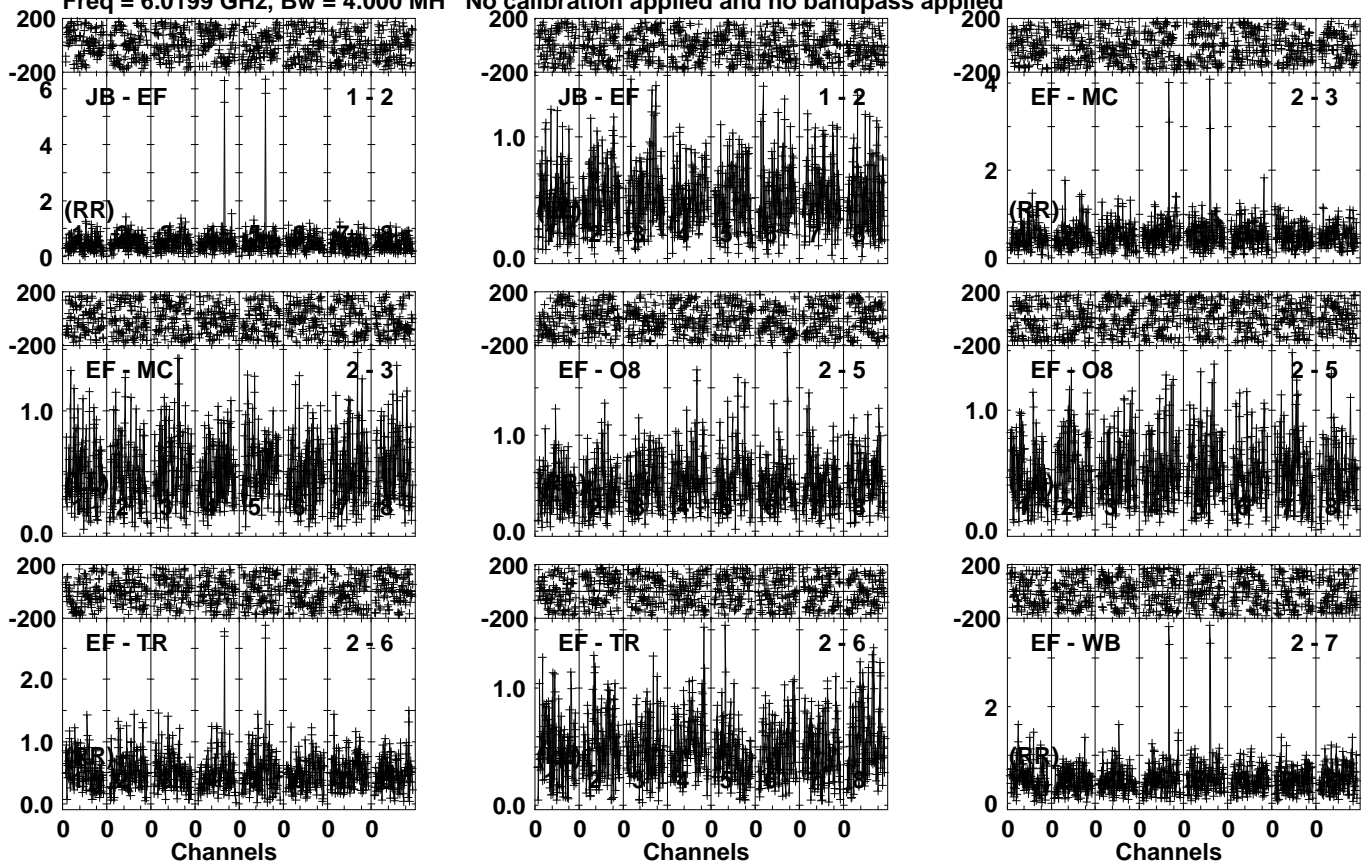 Freq = 6.0199 GHz, Bw = 4.000 MH No calibration applied and no bandpass applied
200 200 200
-200 -200 -200
6 JB - EF 1 - 2 JB - EF 1 - 2 4 EF - MC 2 - 3
1.0
4
2 2
(RR) (RR)
0 0.0 0
200 200 200
-200 -200 -200
EF - MC 2 - 3 EF - O8 2 - 5 EF - O8 2 - 5
1.0 1.0 1.0
0.0 0.0 0.0
200 200 200
-200 -200 -200
EF - TR 2 - 6 EF - TR 2 - 6 EF - WB 2 - 7
2.0 1.0 2
1.0
(RR) (RR)
0.0 0.0 0
0 0 0 0 0 0 0 0 0 0 0 0 0 0 0 0 0 0 0 0 0 0 0 0
Channels Channels Channels